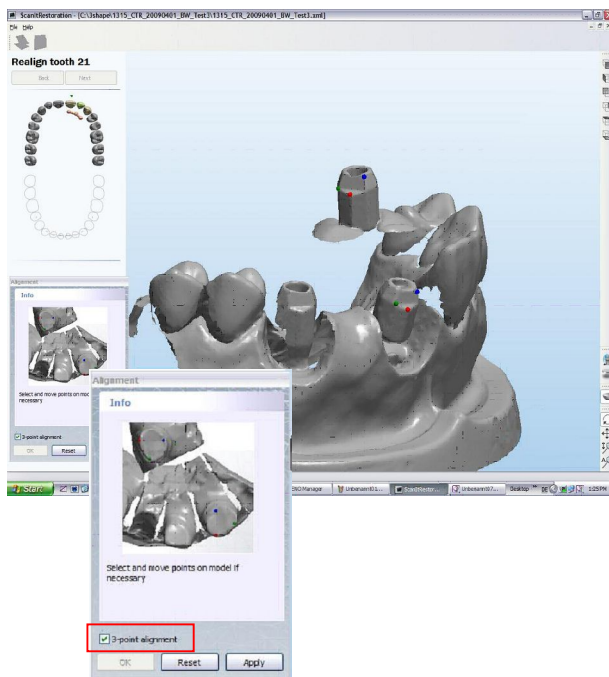 ScanitRestoration - [C:\3shape\1315_CTR_20090401_BW_Test3\1315_CTR_20090401_BW_Test3.xml]
File Help
Realign tooth 21
Back Next
Alignment
Info
Select and move points on model if
necessary
3-point alignment
OK Reset
Alignment
Info
Select and move points on model if
necessary
3-point alignment
OK Reset Apply
Start
Desktop
DE
1:25 PM